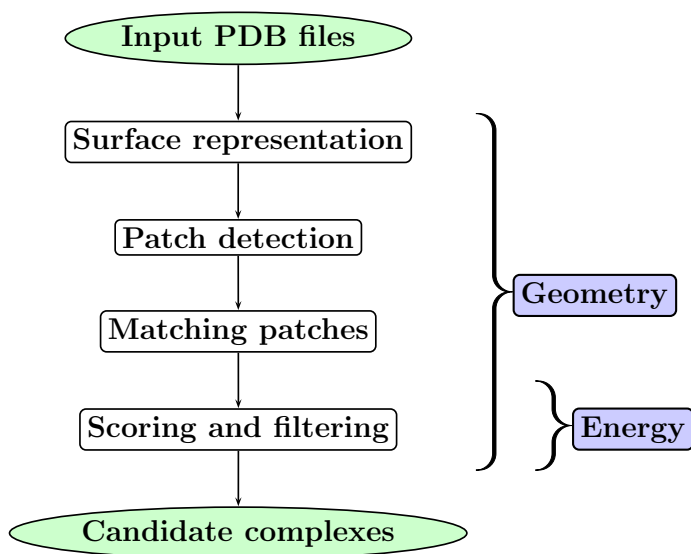 Input PDB files
Surface representation
Patch detection
Geometry
Matching patches
Scoring and filtering
Energy
Candidate complexes